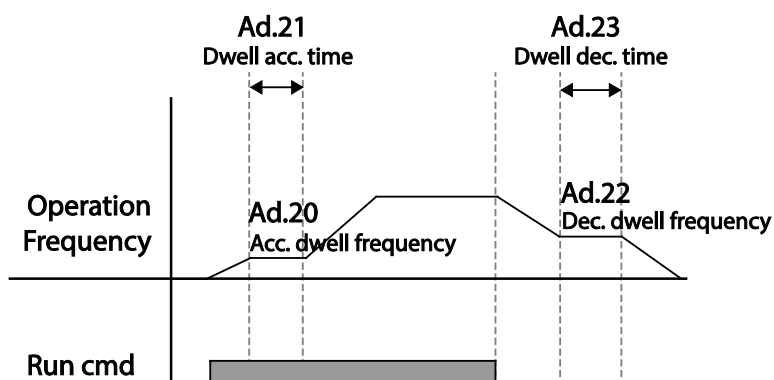 Ad.21
Dwell acc. time
Ad.23
Dwell dec. time
Operation
Frequency
Ad.20
Acc. dwell frequency
Ad.22
Dec. dwell frequency
Run cmd